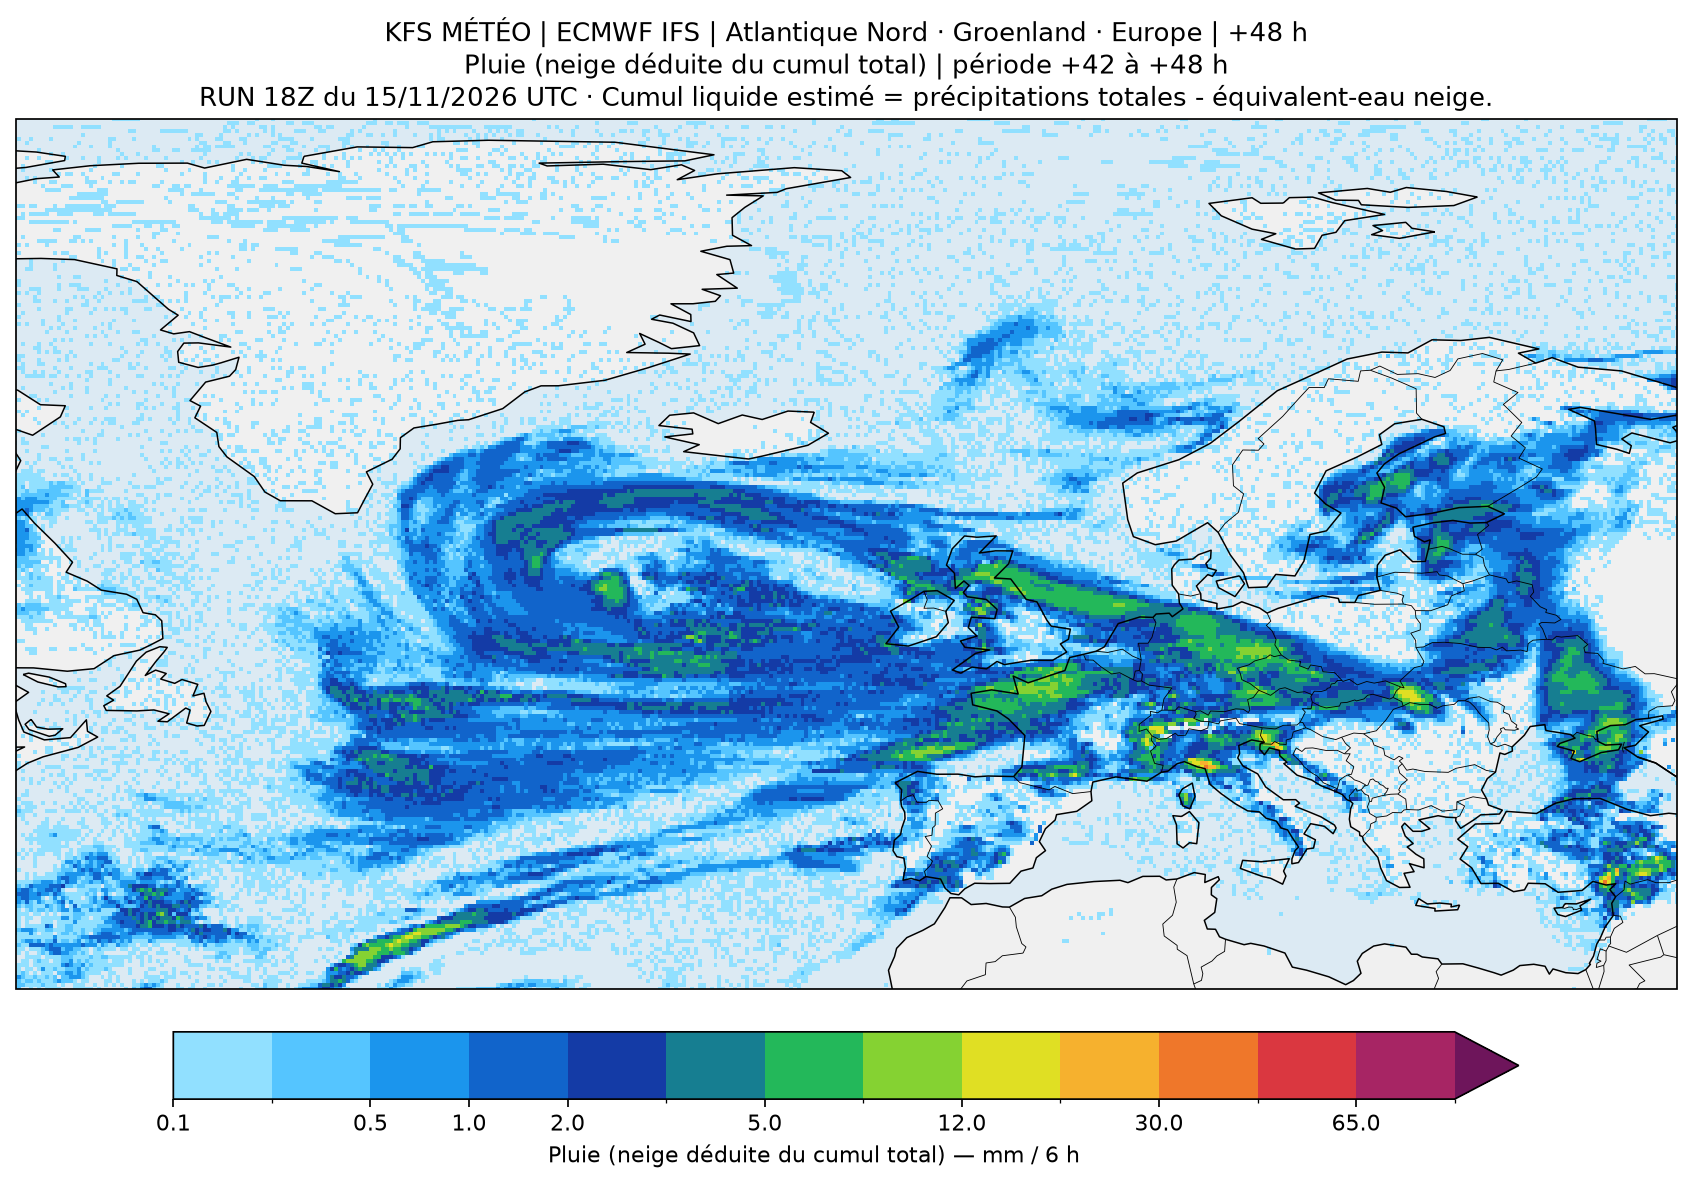 KFS MÉTÉO | ECMWF IFS | Atlantique Nord · Groenland · Europe | +48 h
Pluie (neige déduite du cumul total) | période +42 à +48 h
RUN 18Z du 15/11/2026 UTC · Cumul liquide estimé = précipitations totales - équivalent-eau neige.
0.1 0.5 1.0 2.0 5.0 12.0 30.0 65.0
Pluie (neige déduite du cumul total) — mm / 6 h